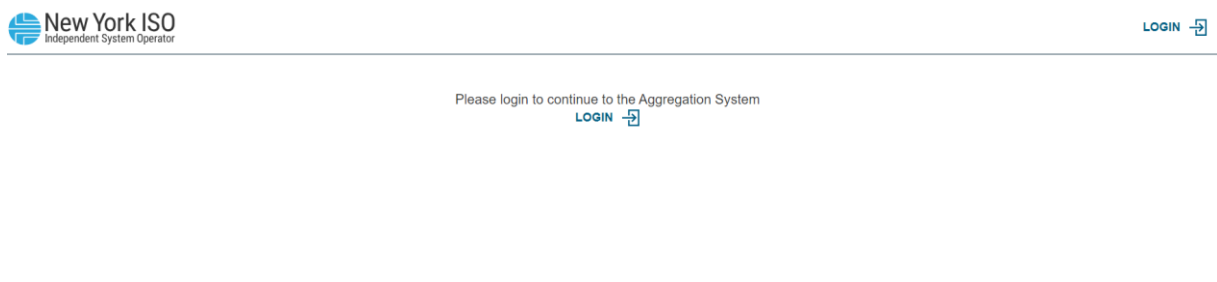 New York ISO
Independent System Operator
LOGIN
Please login to continue to the Aggregation System
LOGIN